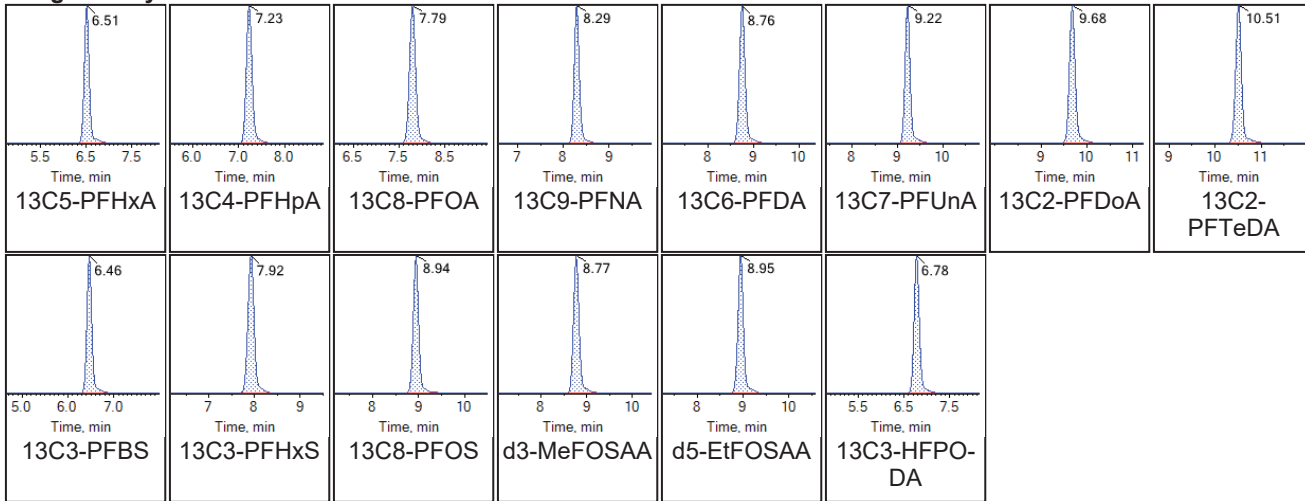 6.51 7.23 7.79 8.29 8.76 9.22 9.68 10.51
5.5 6.5 7.5 6.0 7.0 8.0 6.5 7.5 8.5 7 8 9 8 9 10 8 9 10 9 10 11 9 10 11
Time, min Time, min Time, min Time, min Time, min Time, min Time, min Time, min
13C5-PFHxA 13C4-PFHpA 13C8-PFOA 13C9-PFNA 13C6-PFDA 13C7-PFUnA 13C2-PFDoA 13C2-
PFTeDA
6.46 7.92 8.94 8.77 8.95 6.78
5.0 6.0 7.0 7 8 9 8 9 10 8 9 10 8 9 10 5.5 6.5 7.5
Time, min Time, min Time, min Time, min Time, min Time, min
13C3-PFBS 13C3-PFHxS 13C8-PFOS d3-MeFOSAA d5-EtFOSAA 13C3-HFPO-
DA